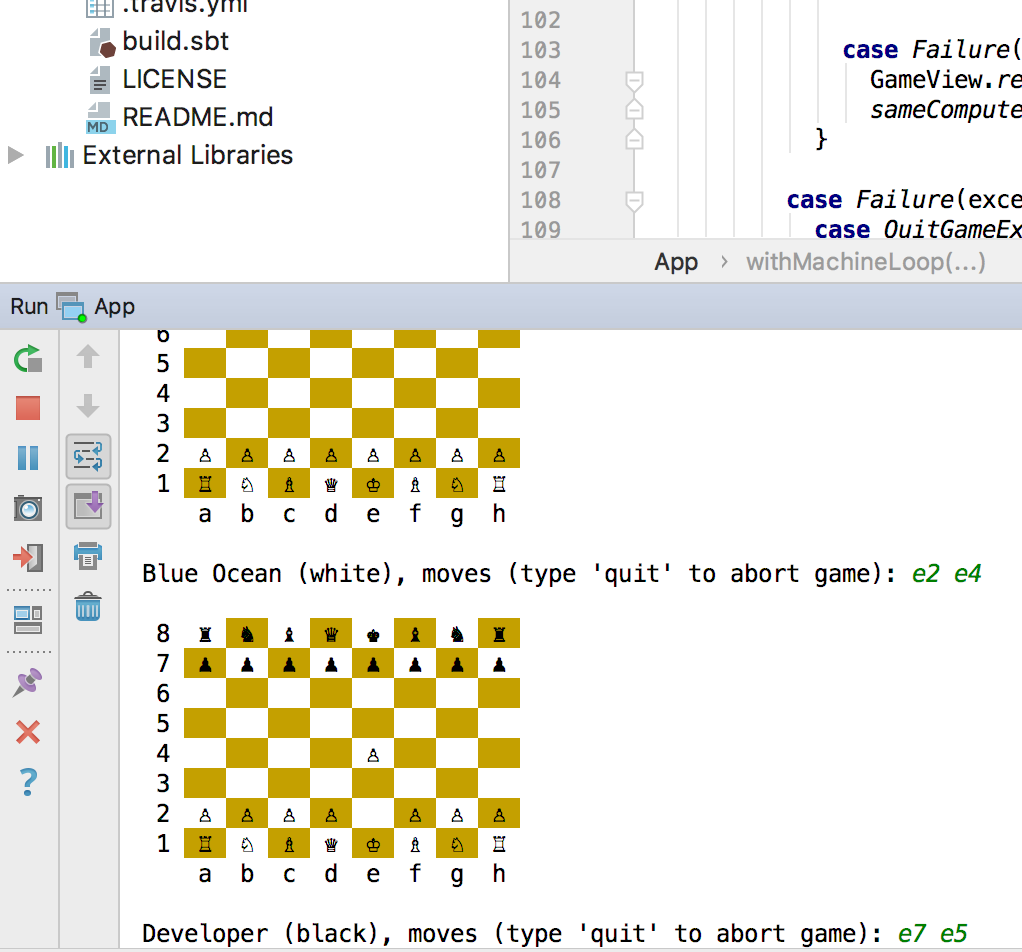 .travis.yml
build.sbt
LICENSE
MD README.md
External Libraries
102
103 case Failure(
104 GameView.re
105 sameCompute
106 }
107
108 case Failure(exce
109 case QuitGameEx
App › withMachineLoop(...)
Run App
6
5
4
3
2 ♙ ♙ ♙ ♙ ♙ ♙ ♙ ♙
1 ♖ ♘ ♗ ♕ ♔ ♗ ♘ ♖
a b c d e f g h
Blue Ocean (white), moves (type 'quit' to abort game): e2 e4
8 ♜ ♞ ♝ ♛ ♚ ♝ ♞ ♜
7 ♟ ♟ ♟ ♟ ♟ ♟ ♟ ♟
6
5
4 ♙
3
2 ♙ ♙ ♙ ♙ ♙ ♙ ♙
1 ♖ ♘ ♗ ♕ ♔ ♗ ♘ ♖
a b c d e f g h
Developer (black), moves (type 'quit' to abort game): e7 e5